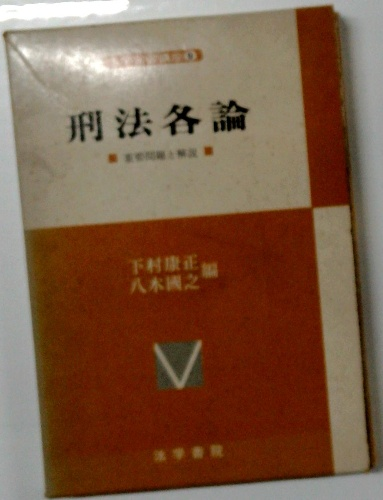 刑法各論
■ 重要問題と解説 ■
下村康正
八木國之 編
法学書院